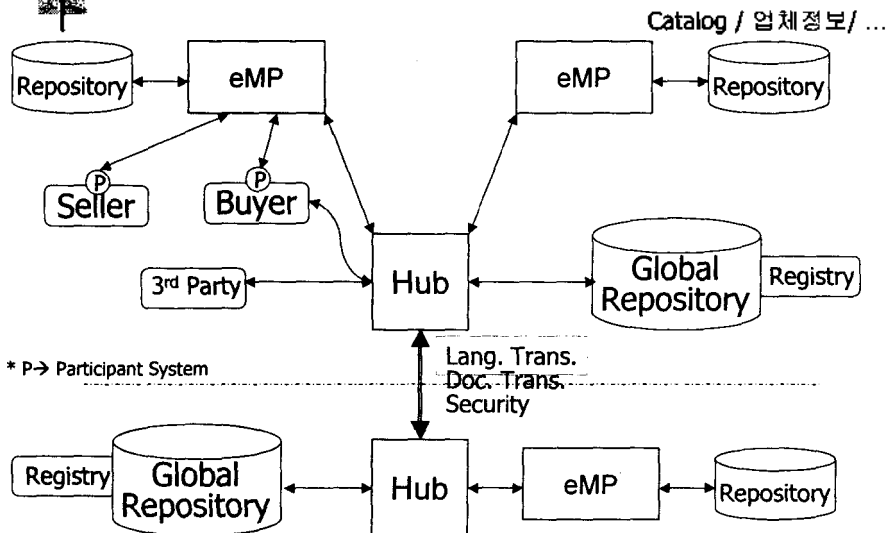 Catalog / 업체정보/ ...
Repository
eMP
eMP
Repository
P
Seller
P
Buyer
3rd Party
Hub
Global
Repository
Registry
* P→ Participant System
Lang. Trans.
Doc. Trans.
Security
Registry
Global
Repository
Hub
eMP
Repository